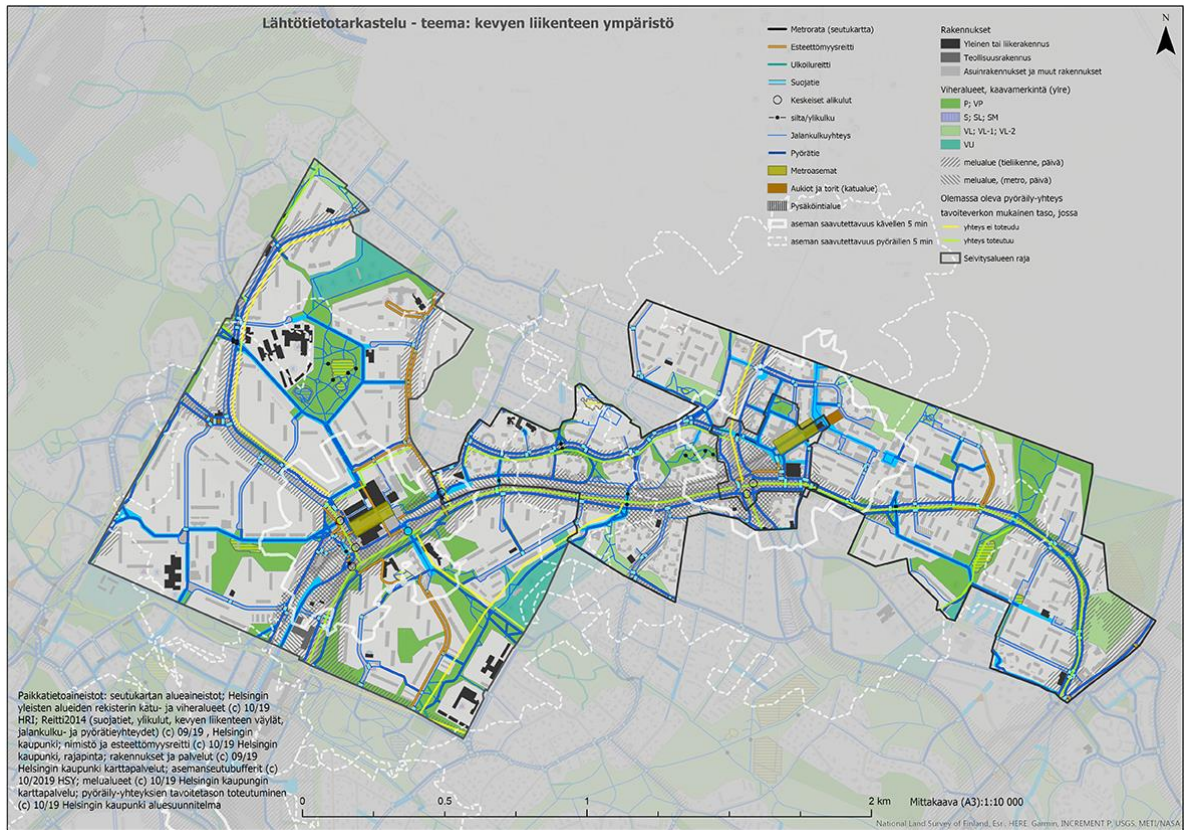 Lähtötietotarkastelu - teema: kevyen liikenteen ympäristö
N
Metrorata (seutukartta)
Esteettömyysreitti
Ulkoilureitti
Suojatie
Keskeiset alikulut
silta/ylikulku
Jalankulkuyhteys
Pyörätie
Metroasemat
Aukiot ja torit (katualue)
Pysäköintialue
aseman saavutettavuus kävellen 5 min
aseman saavutettavuus pyöräillen 5 min
Rakennukset
Yleinen tai liikerakennus
Teollisuusrakennus
Asuinrakennukset ja muut rakennukset
Viheralueet, kaavamerkintä (ylre)
P; VP
S; SL; SM
VL; VL-1; VL-2
VU
melualue (tieliikenne, päivä)
melualue, (metro, päivä)
Olemassa oleva pyöräily-yhteys
tavoiteverkon mukainen taso, jossa
yhteys ei toteudu
yhteys toteutuu
Selvitysalueen raja
Paikkatietoaineistot: seutukartan alueaineistot; Helsingin
yleisten alueiden rekisterin katu- ja viheralueet (c) 10/19
HRI; Reitti2014 (suojatiet, ylikulut, kevyen liikenteen väylät,
jalankulku- ja pyörätieyhteydet) (c) 09/19 , Helsingin
kaupunki; nimistö ja esteettömyysreitti (c) 10/19 Helsingin
kaupunki, rajapinta; rakennukset ja palvelut (c) 09/19
Helsingin kaupunki karttapalvelut; asemanseutubufferit (c)
10/2019 HSY; melualueet (c) 10/19 Helsingin kaupungin
karttapalvelu; pyöräily-yhteyksien tavoitetason toteutuminen
(c) 10/19 Helsingin kaupunki aluesuunnitelma
0 0.5 1 2 km
Mittakaava (A3):1:10 000
National Land Survey of Finland, Esri, HERE, Garmin, INCREMENT P, USGS, METI/NASA